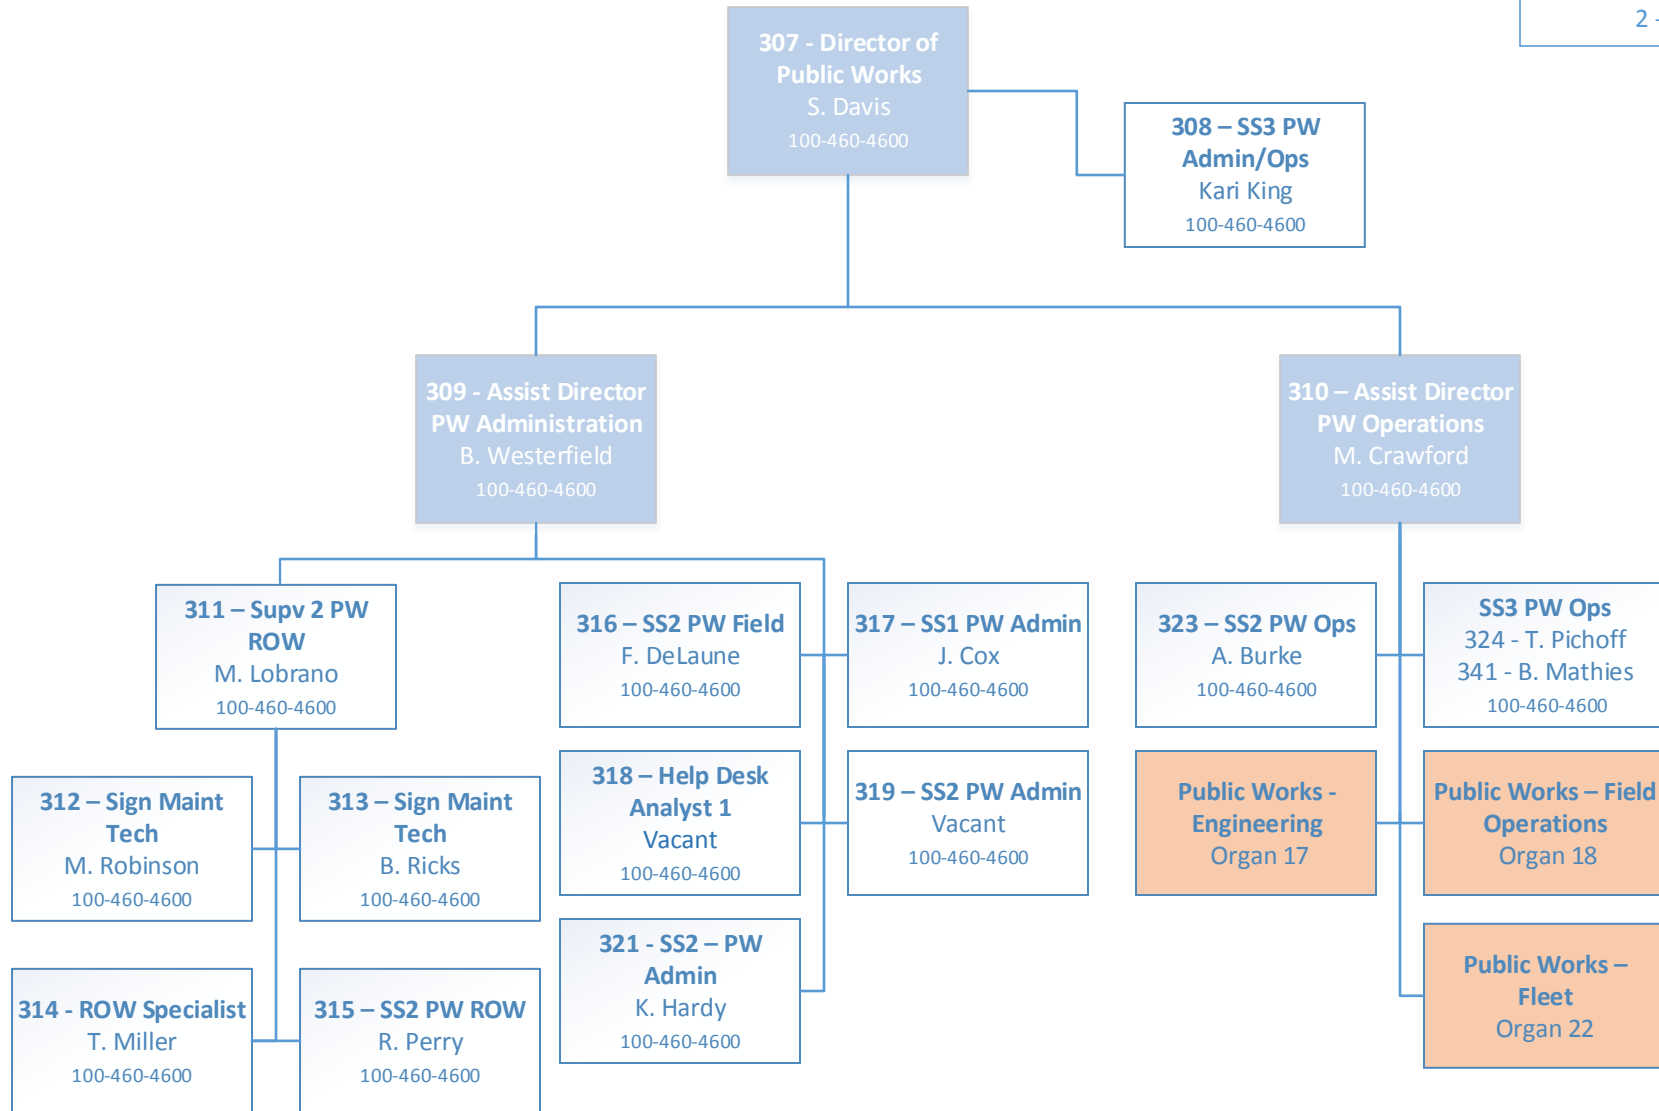 2 -
307 - Director of
Public Works
S. Davis
100-460-4600
308 – SS3 PW
Admin/Ops
Kari King
100-460-4600
309 - Assist Director
PW Administration
B. Westerfield
100-460-4600
310 – Assist Director
PW Operations
M. Crawford
100-460-4600
311 – Supv 2 PW
ROW
M. Lobrano
100-460-4600
316 – SS2 PW Field
F. DeLaune
100-460-4600
317 – SS1 PW Admin
J. Cox
100-460-4600
323 – SS2 PW Ops
A. Burke
100-460-4600
SS3 PW Ops
324 - T. Pichoff
341 - B. Mathies
100-460-4600
312 – Sign Maint
Tech
M. Robinson
100-460-4600
313 – Sign Maint
Tech
B. Ricks
100-460-4600
318 – Help Desk
Analyst 1
Vacant
100-460-4600
319 – SS2 PW Admin
Vacant
100-460-4600
Public Works -
Engineering
Organ 17
Public Works – Field
Operations
Organ 18
314 - ROW Specialist
T. Miller
100-460-4600
315 – SS2 PW ROW
R. Perry
100-460-4600
321 - SS2 – PW
Admin
K. Hardy
100-460-4600
Public Works –
Fleet
Organ 22